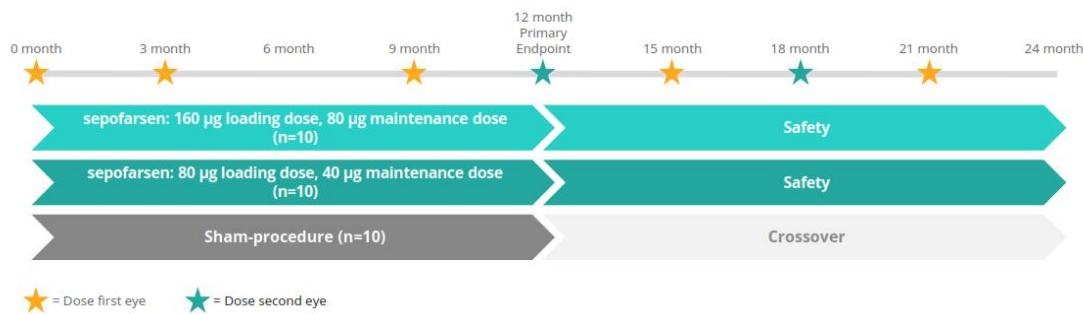 12 month
Primary
Endpoint
0 month 3 month 6 month 9 month 15 month 18 month 21 month 24 month
sepofarsen: 160 µg loading dose, 80 µg maintenance dose
(n=10)
Safety
sepofarsen: 80 µg loading dose, 40 µg maintenance dose
(n=10)
Safety
Sham-procedure (n=10)
Crossover
= Dose first eye
= Dose second eye